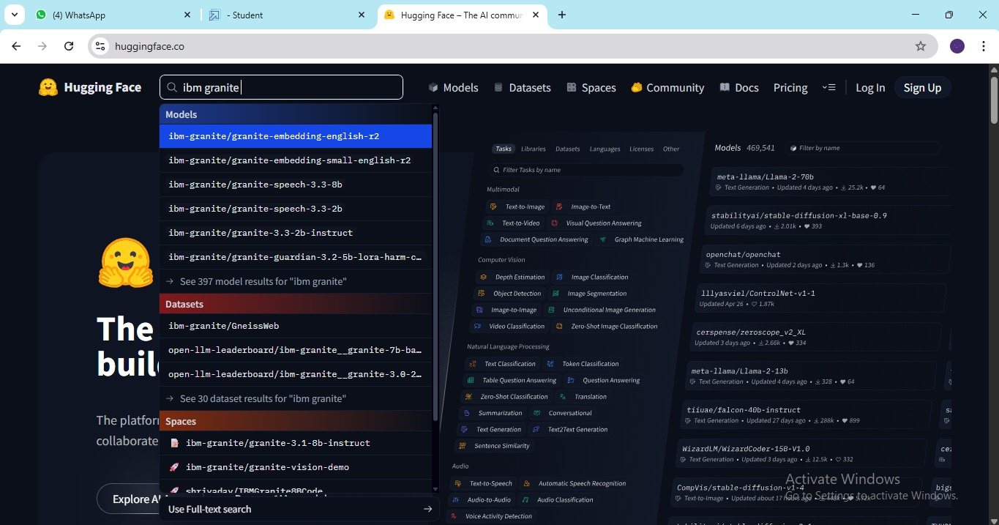 (4) WhatsApp
- Student
Hugging Face – The AI commun
huggingface.co
Hugging Face
ibm granite
Models
Datasets
Spaces
Community
Docs
Pricing
Log In
Sign Up
Models
ibm-granite/granite-embedding-english-r2
ibm-granite/granite-embedding-small-english-r2
ibm-granite/granite-speech-3.3-8b
ibm-granite/granite-speech-3.3-2b
ibm-granite/granite-3.3-2b-instruct
ibm-granite/granite-guardian-3.2-5b-lora-harm-c…
→ See 397 model results for "ibm granite"
Datasets
ibm-granite/GneissWeb
open-llm-leaderboard/ibm-granite__granite-7b-ba…
open-llm-leaderboard/ibm-granite__granite-3.0-2…
→ See 30 dataset results for "ibm granite"
Spaces
ibm-granite/granite-3.1-8b-instruct
ibm-granite/granite-vision-demo
shrivaday/IBMGranite8BCode
Use Full-text search →
The
buil
The platfor
collaborate
Explore AI
Tasks Libraries Datasets Languages Licenses Other
Filter Tasks by name
Multimodal
Text-to-Image Image-to-Text
Text-to-Video Visual Question Answering
Document Question Answering Graph Machine Learning
Computer Vision
Depth Estimation Image Classification
Object Detection Image Segmentation
Image-to-Image Unconditional Image Generation
Video Classification Zero-Shot Image Classification
Natural Language Processing
Text Classification Token Classification
Table Question Answering Question Answering
Zero-Shot Classification Translation
Summarization Conversational
Text Generation Text2Text Generation
Sentence Similarity
Audio
Text-to-Speech Automatic Speech Recognition
Audio-to-Audio Audio Classification
Voice Activity Detection
Models 469,541 Filter by name
meta-llama/Llama-2-70b
Text Generation • Updated 4 days ago • 25.2k • 64
stabilityai/stable-diffusion-xl-base-0.9
Updated 6 days ago • 2.01k • 393
openchat/openchat
Text Generation • Updated 2 days ago • 1.3k • 136
lllyasviel/ControlNet-v1-1
Updated Apr 26 • 1.87k
cerspense/zeroscope_v2_XL
Updated 3 days ago • 2.66k • 334
meta-llama/Llama-2-13b
Text Generation • Updated 4 days ago • 328 • 64
tiiuae/falcon-40b-instruct
Text Generation • Updated 27 days ago • 288k • 899
WizardLM/WizardCoder-15B-V1.0
Text Generation • Updated 3 days ago • 12.5k • 332
CompVis/stable-diffusion-v1-4
Text-to-Image • Updated about 17 hours ago • 448k • 5.72k
bigs
Activate Windows
Go to Settings to activate Windows.